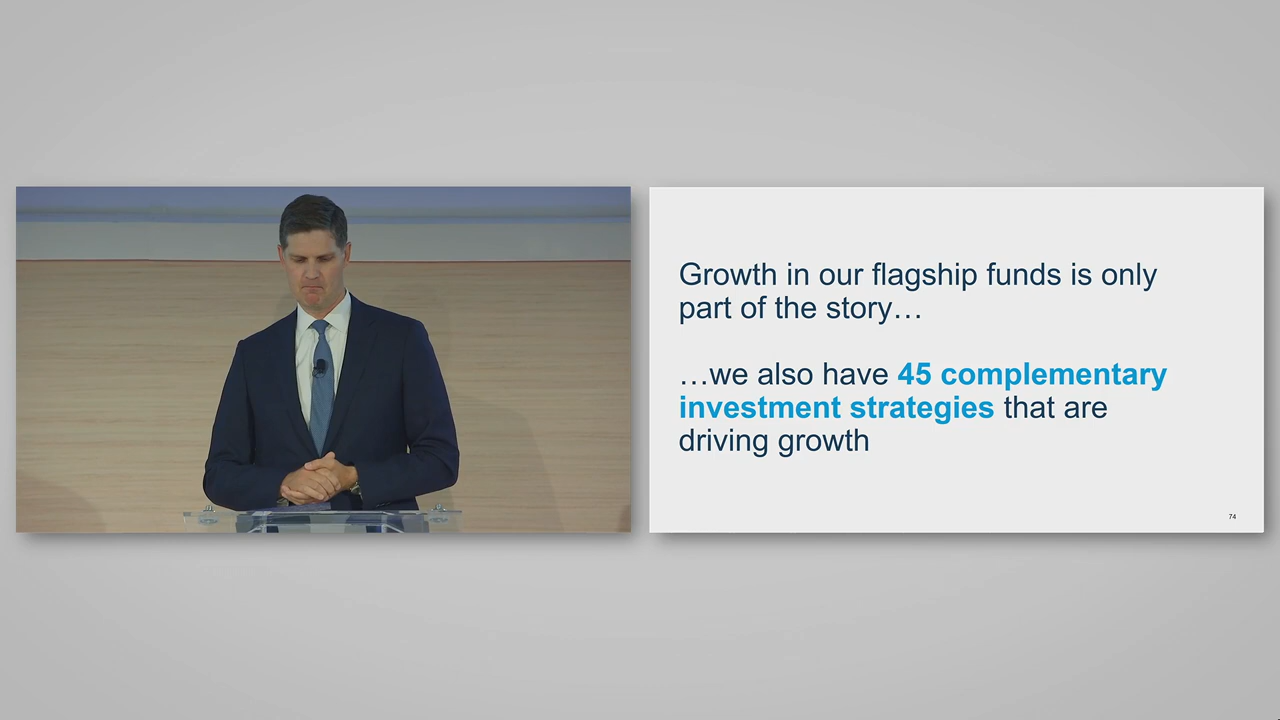 Growth in our flagship funds is only
part of the story…
…we also have 45 complementary
investment strategies that are
driving growth
74